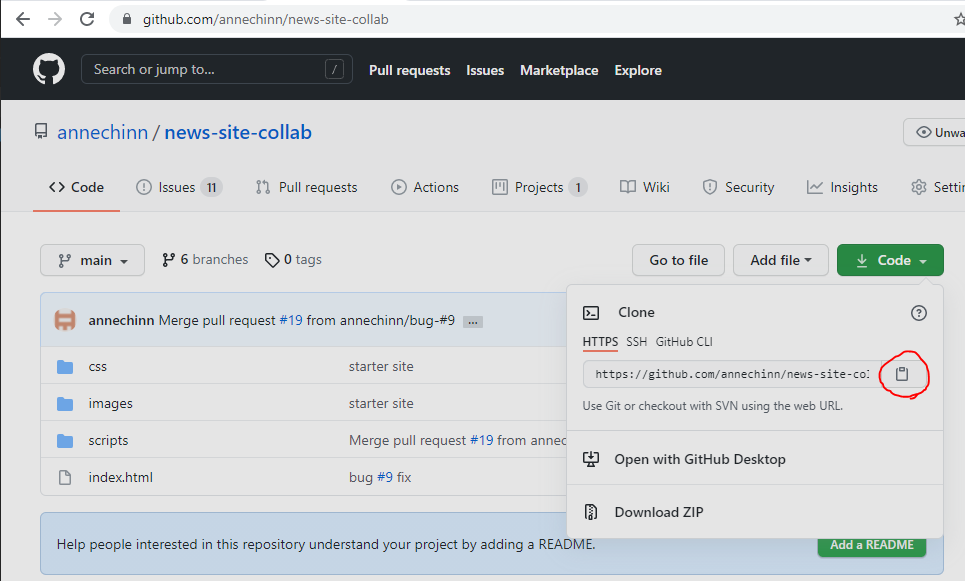 github.com/annechinn/news-site-collab
Search or jump to... /
Pull requests Issues Marketplace Explore
annechinn / news-site-collab
Code Issues 11 Pull requests Actions Projects 1 Wiki Security Insights
main 6 branches 0 tags Go to file Add file Code
annechinn Merge pull request #19 from annechinn/bug-#9 ...
css starter site
images starter site
scripts Merge pull request #19 from
index.html bug #9 fix
Clone
HTTPS SSH GitHub CLI
https://github.com/annechinn/news-site-co
Use Git or checkout with SVN using the web URL.
Open with GitHub Desktop
Download ZIP
Help people interested in this repository understand your project by adding a README.
Add a README